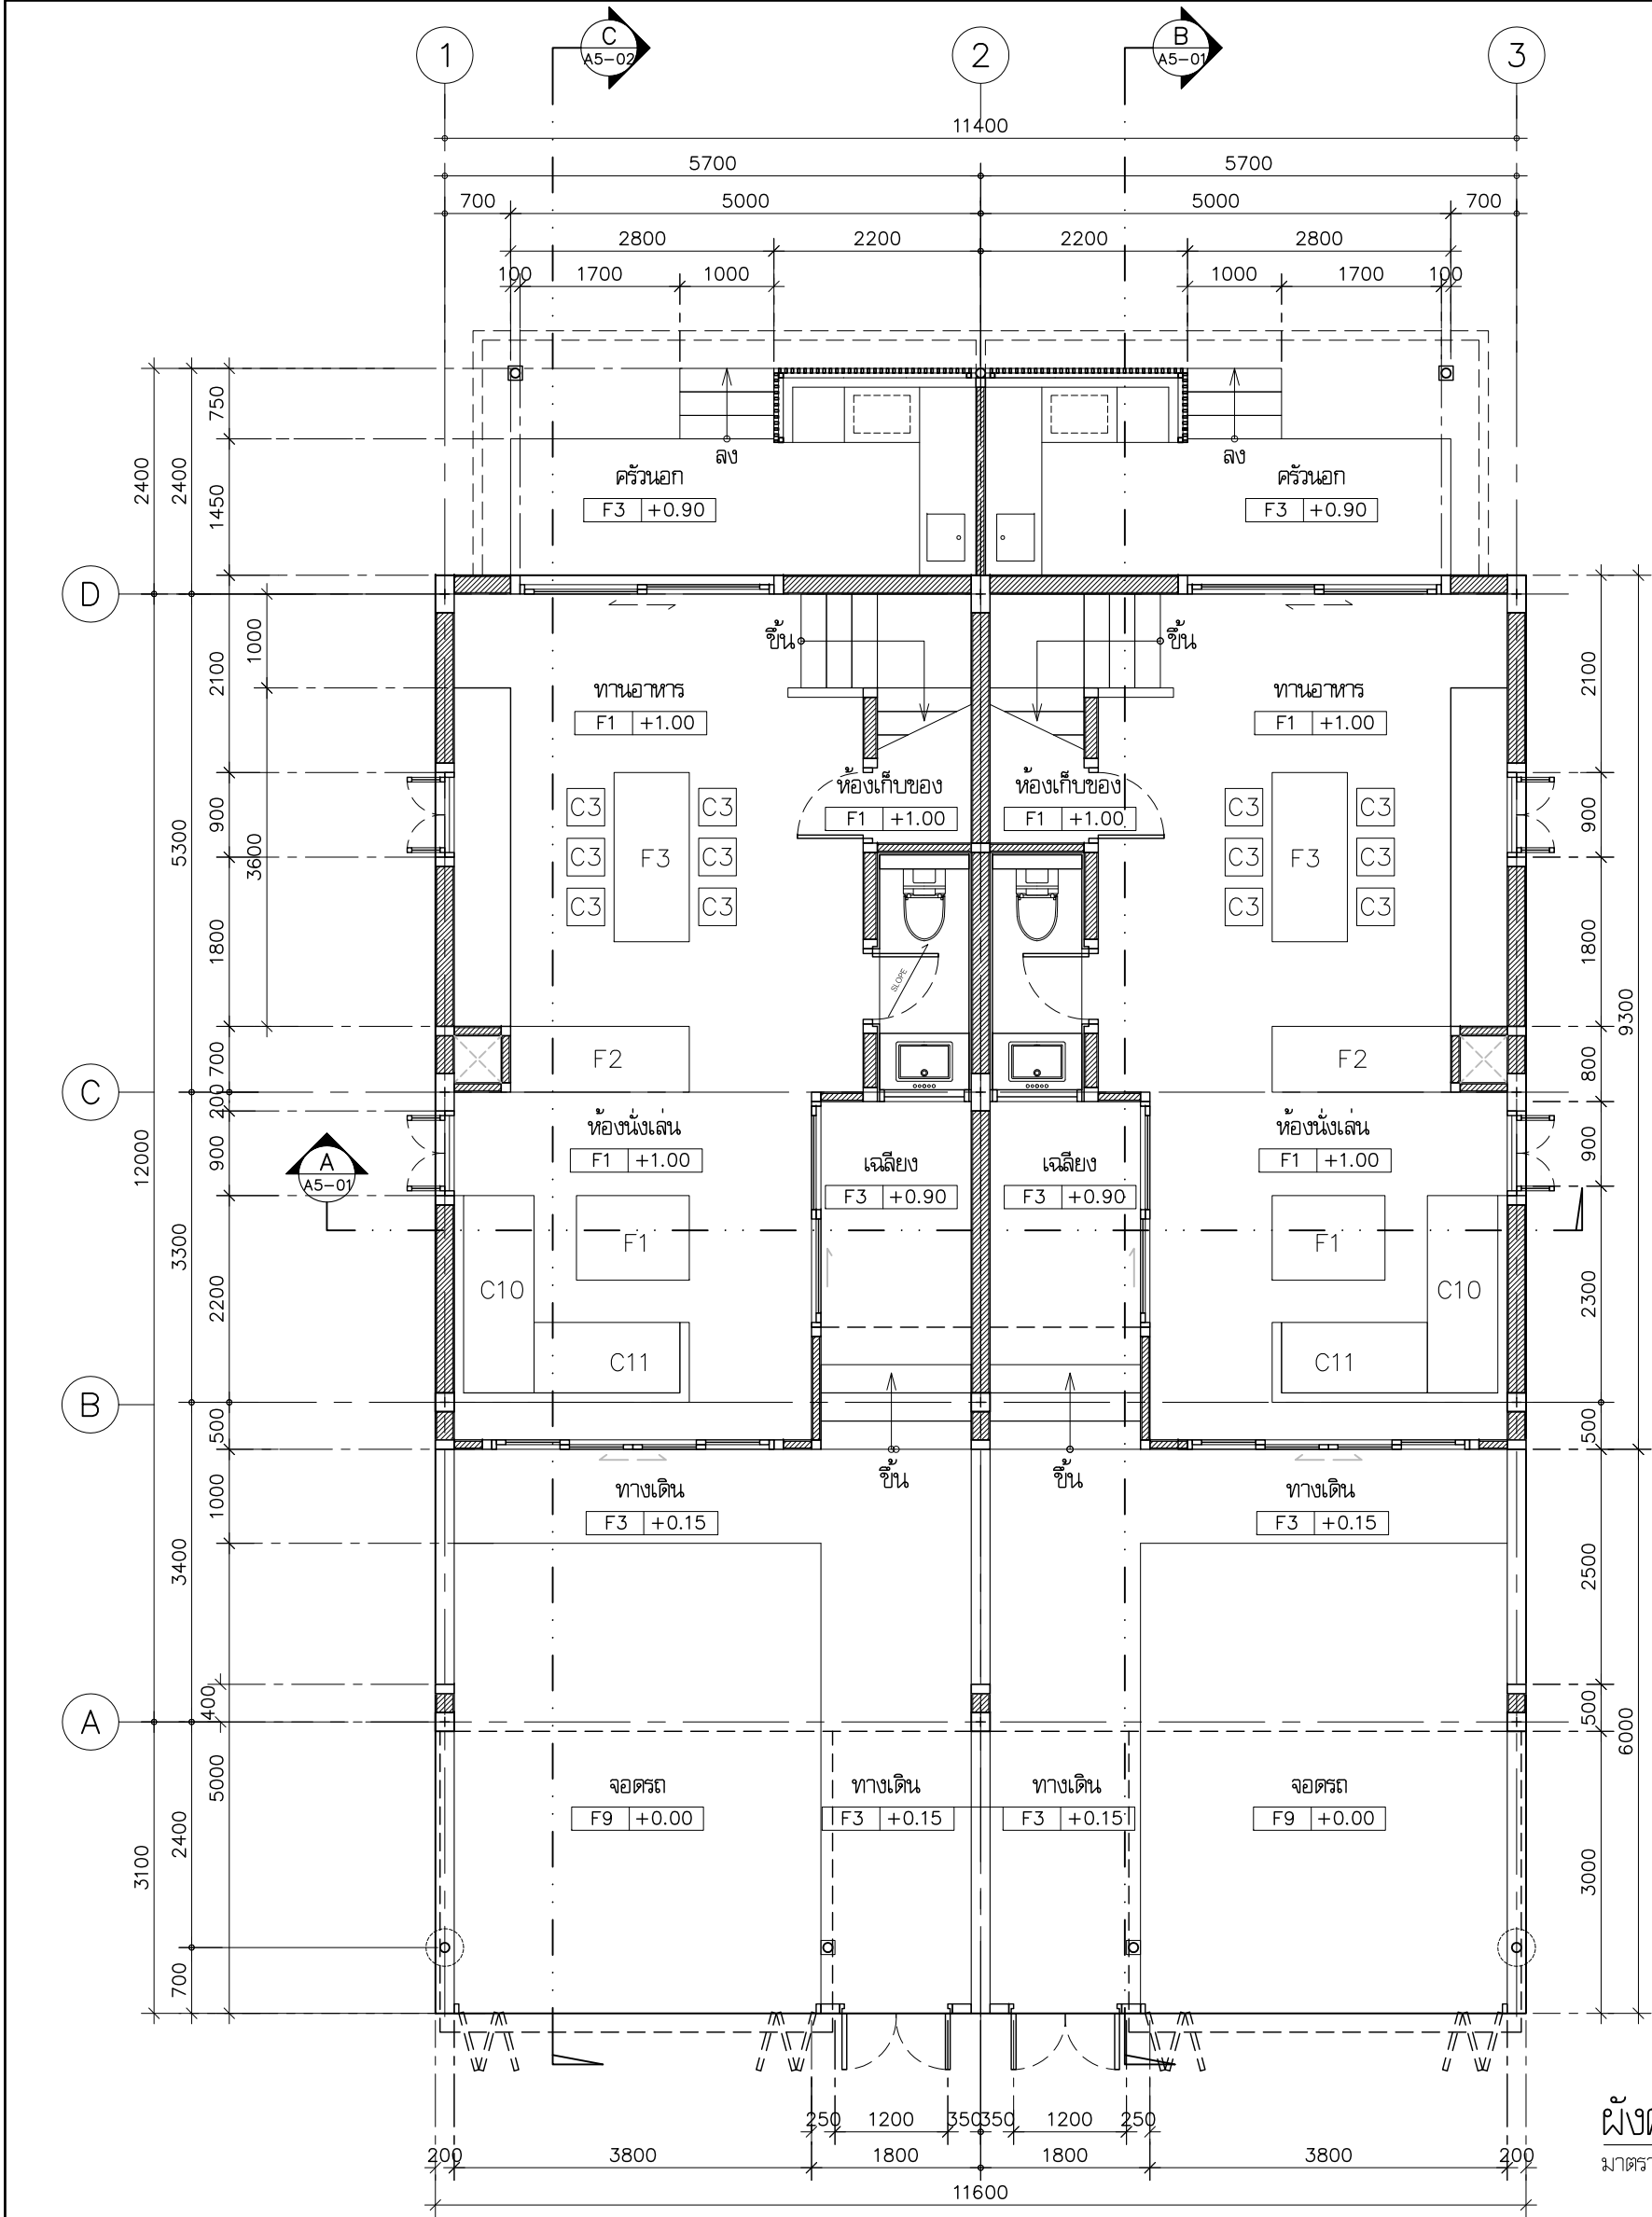 1
C
A5-02
2
B
A5-01
3
11400
5700 5700
700 5000 5000 700
2800 2200 2200 2800
100 1700 1000 1000 1700 100
750
2400 2400
1450
ลง ลง
ครัวนอก ครัวนอก
F3 +0.90 F3 +0.90
D
ขึ้น ขึ้น
1000
2100 2100
ทานอาหาร ทานอาหาร
F1 +1.00 F1 +1.00
ห้องเก็บของ ห้องเก็บของ
F1 +1.00 F1 +1.00
900 900
C3 C3 C3 C3
5300 3600
C3 F3 C3 C3 F3 C3
C3 C3 C3 C3
1800 1800
SLOPE
9300
700 F2 F2 800
C
200
ห้องนั่งเล่น ห้องนั่งเล่น
F1 +1.00 F1 +1.00
900 900
12000
A
A5-01
เฉลียง เฉลียง
F3 +0.90 F3 +0.90
3300
F1 F1
2200 C10 C10 2300
C11 C11
B
500 500
ขึ้น ขึ้น
1000
ทางเดิน ทางเดิน
F3 +0.15 F3 +0.15
3400 2500
400
A
500
6000
5000
จอดรถ ทางเดิน ทางเดิน จอดรถ
F9 +0.00 F3 +0.15 F3 +0.15 F9 +0.00
2400
3100 3000
700
250 1200 350 350 1200 250
200 3800 1800 1800 3800 200
11600
มาตรา